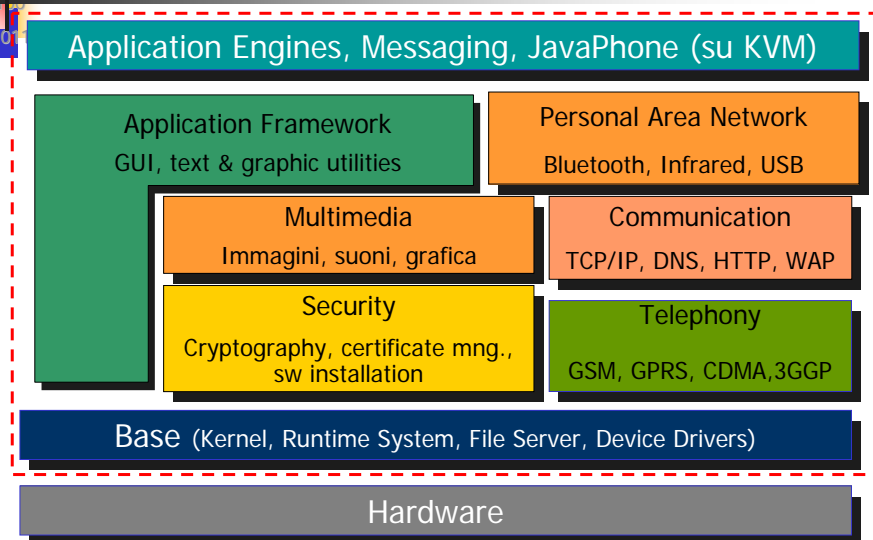 Application Engines, Messaging, JavaPhone (su KVM)
Application Framework
GUI, text & graphic utilities
Personal Area Network
Bluetooth, Infrared, USB
Multimedia
Immagini, suoni, grafica
Communication
TCP/IP, DNS, HTTP, WAP
Security
Cryptography, certificate mng.,
sw installation
Telephony
GSM, GPRS, CDMA,3GGP
Base (Kernel, Runtime System, File Server, Device Drivers)
Hardware